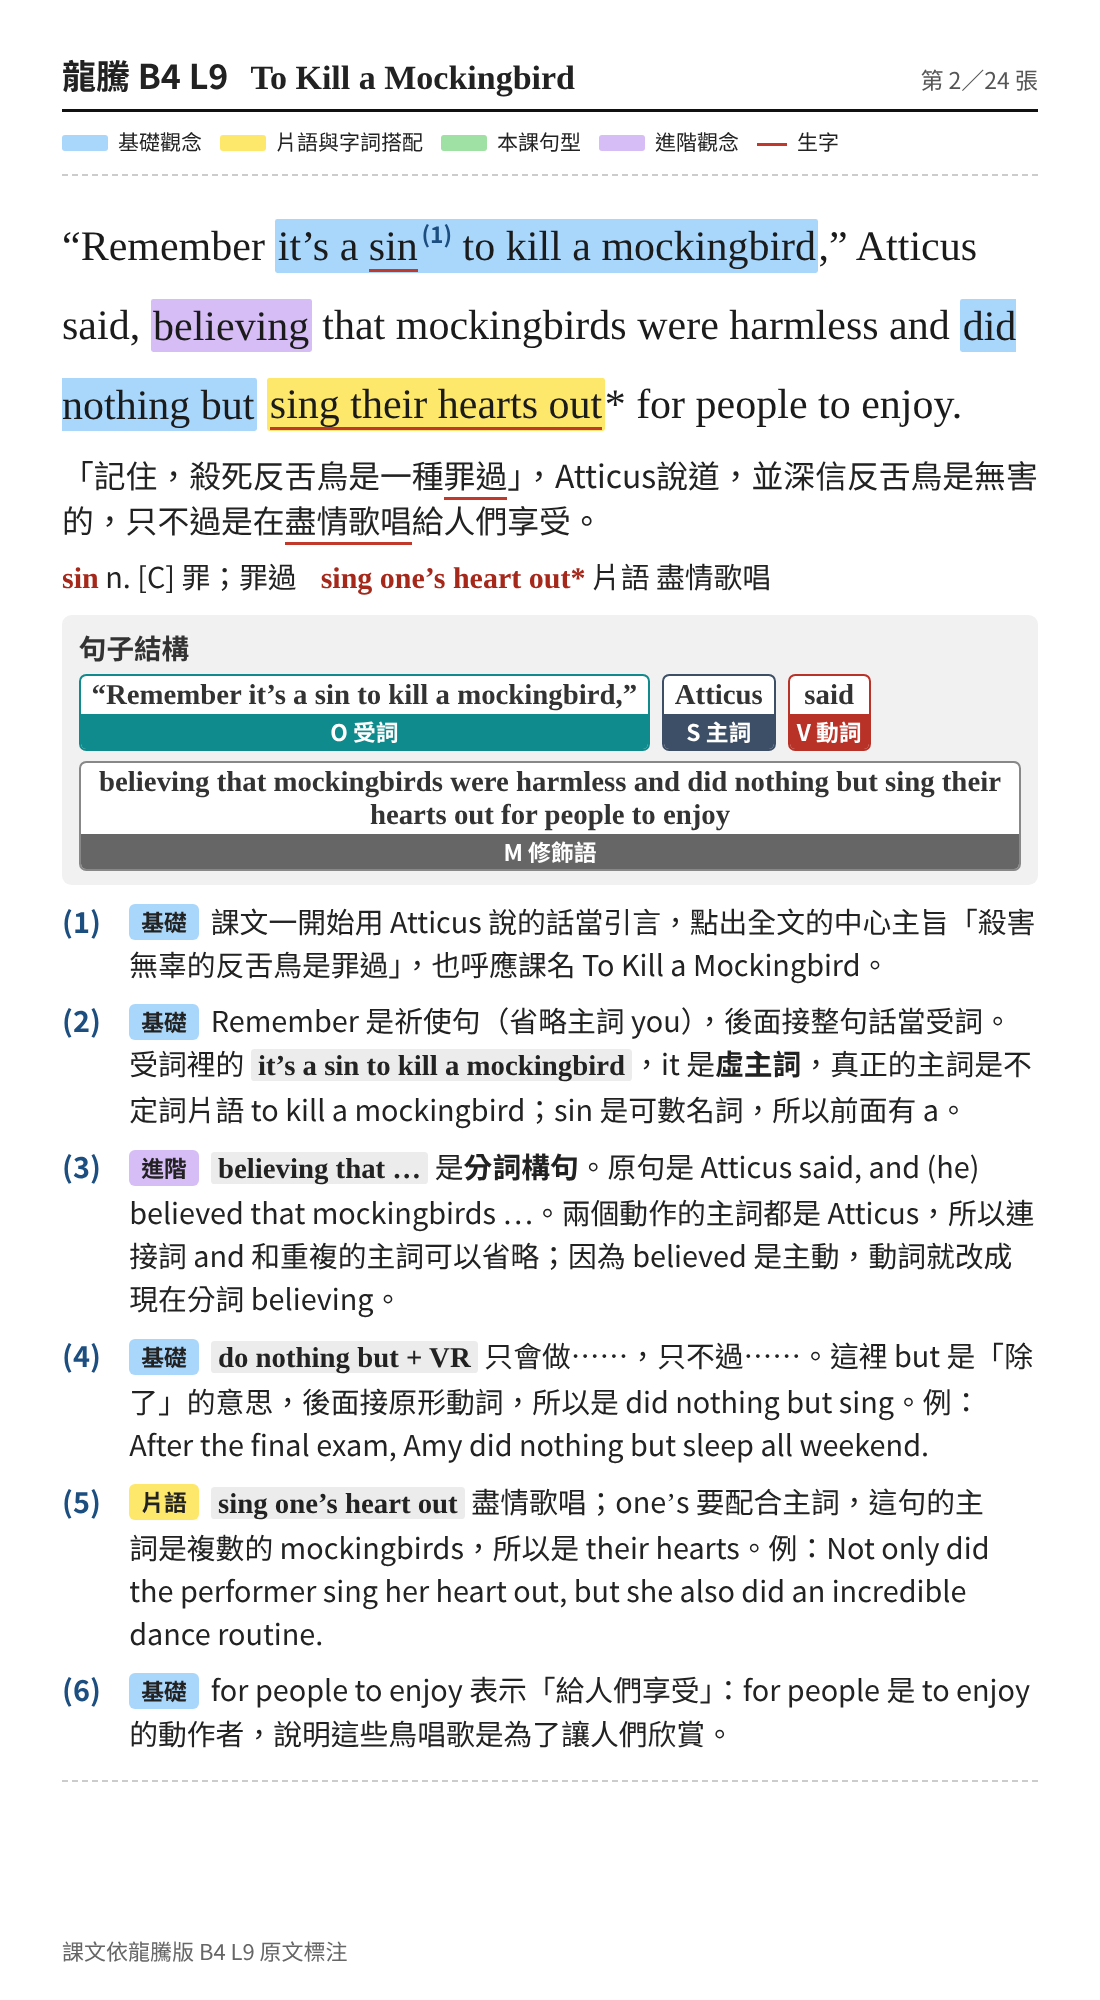 龍騰 B4 L9 To Kill a Mockingbird 第 2／24 張
基礎觀念 片語與字詞搭配 本課句型 進階觀念 生字
“Remember it’s a sin(1) to kill a mockingbird,” Atticus
said, believing that mockingbirds were harmless and did
nothing but sing their hearts out* for people to enjoy.
「記住，殺死反舌鳥是一種罪過」，Atticus說道，並深信反舌鳥是無害
的，只不過是在盡情歌唱給人們享受。
sin n. [C] 罪；罪過 sing one’s heart out* 片語 盡情歌唱
句子結構
“Remember it’s a sin to kill a mockingbird,” Atticus said
O 受詞 S 主詞 V 動詞
believing that mockingbirds were harmless and did nothing but sing their
hearts out for people to enjoy
M 修飾語
(1) 基礎 課文一開始用 Atticus 說的話當引言，點出全文的中心主旨「殺害
無辜的反舌鳥是罪過」，也呼應課名 To Kill a Mockingbird。
(2) 基礎 Remember 是祈使句（省略主詞 you），後面接整句話當受詞。
受詞裡的 it’s a sin to kill a mockingbird，it 是虛主詞，真正的主詞是不
定詞片語 to kill a mockingbird；sin 是可數名詞，所以前面有 a。
(3) 進階 believing that … 是分詞構句。原句是 Atticus said, and (he)
believed that mockingbirds …。兩個動作的主詞都是 Atticus，所以連
接詞 and 和重複的主詞可以省略；因為 believed 是主動，動詞就改成
現在分詞 believing。
(4) 基礎 do nothing but + VR 只會做……，只不過……。這裡 but 是「除
了」的意思，後面接原形動詞，所以是 did nothing but sing。例：
After the final exam, Amy did nothing but sleep all weekend.
(5) 片語 sing one’s heart out 盡情歌唱；one’s 要配合主詞，這句的主
詞是複數的 mockingbirds，所以是 their hearts。例：Not only did
the performer sing her heart out, but she also did an incredible
dance routine.
(6) 基礎 for people to enjoy 表示「給人們享受」：for people 是 to enjoy
的動作者，說明這些鳥唱歌是為了讓人們欣賞。
課文依龍騰版 B4 L9 原文標注